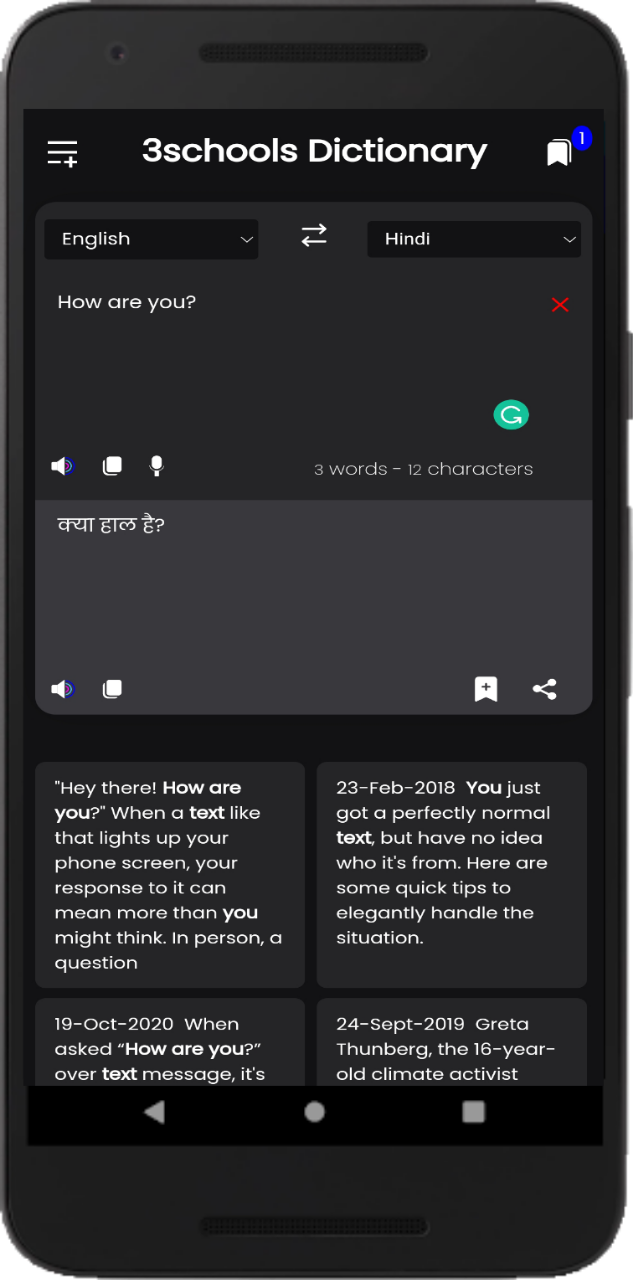 3schools Dictionary
1
English
Hindi
How are you?
3 words - 12 characters
क्या हाल है?
"Hey there! How are
you?" When a text like
that lights up your
phone screen, your
response to it can
mean more than you
might think. In person, a
question
23-Feb-2018 You just
got a perfectly normal
text, but have no idea
who it's from. Here are
some quick tips to
elegantly handle the
situation.
19-Oct-2020 When
asked “How are you?”
over text message, it's
24-Sept-2019 Greta
Thunberg, the 16-year-
old climate activist